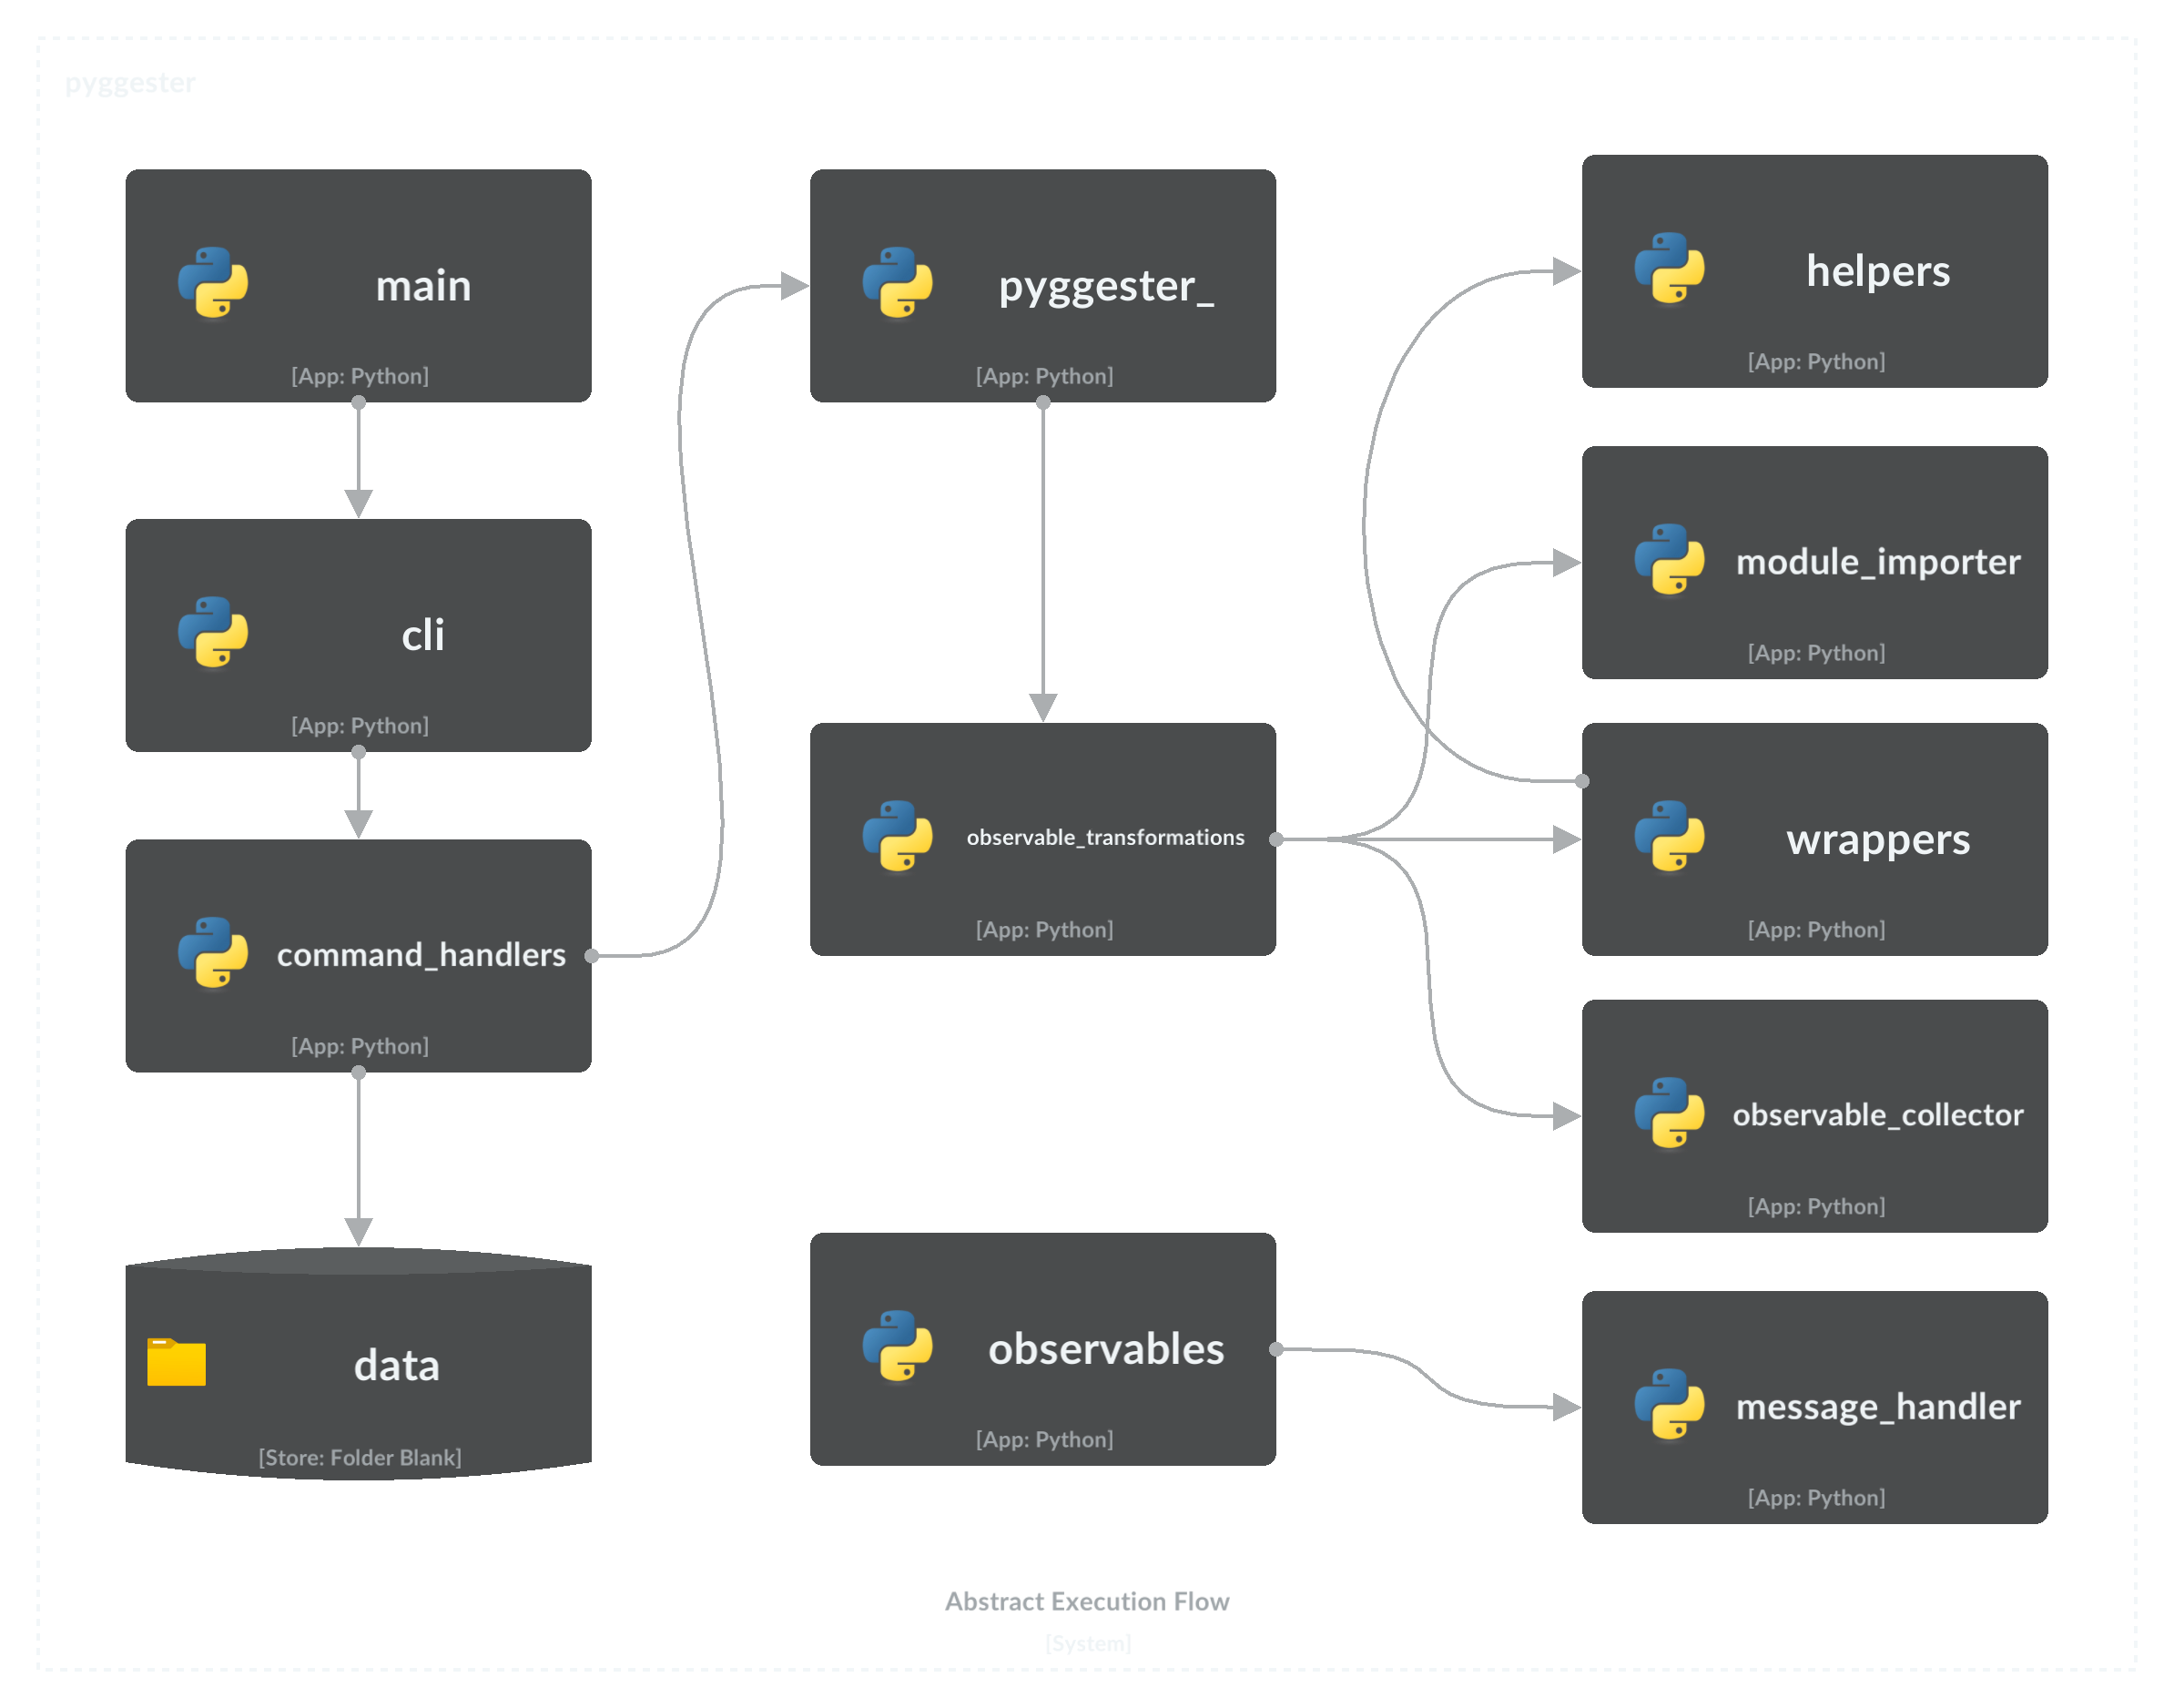 pyggester
main
[App: Python]
cli
[App: Python]
command_handlers
[App: Python]
data
[Store: Folder Blank]
pyggester_
[App: Python]
observable_transformations
[App: Python]
observables
[App: Python]
helpers
[App: Python]
module_importer
[App: Python]
wrappers
[App: Python]
observable_collector
[App: Python]
message_handler
[App: Python]
Abstract Execution Flow
[System]